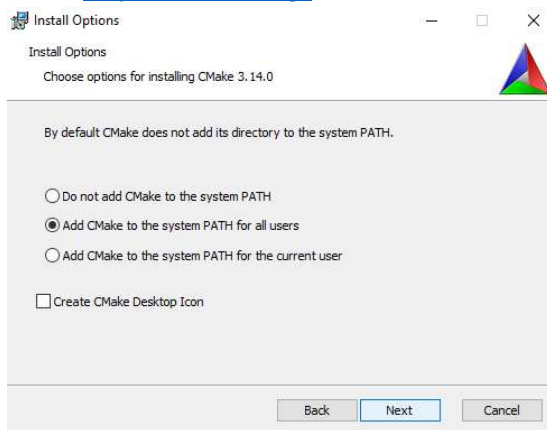 Install Options
Install Options
Choose options for installing CMake 3.14.0
By default CMake does not add its directory to the system PATH.
Do not add CMake to the system PATH
Add CMake to the system PATH for all users
Add CMake to the system PATH for the current user
Create CMake Desktop Icon
Back Next Cancel